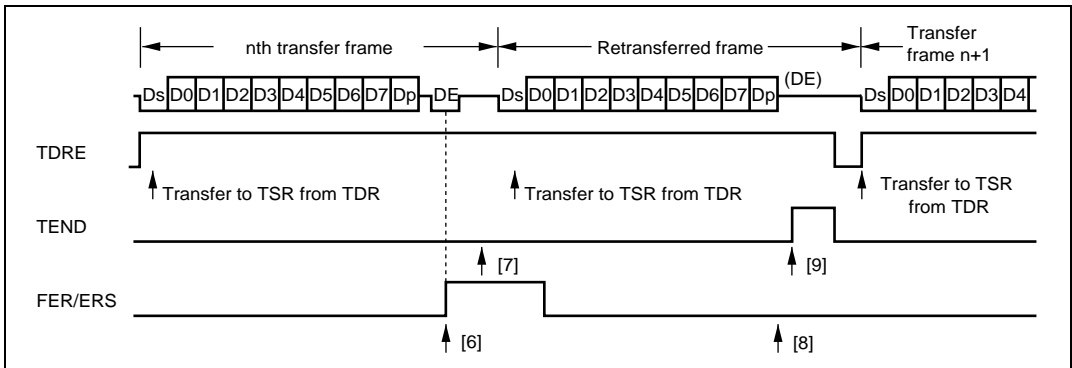 nth transfer frame Retransferred frame Transfer
frame n+1
(DE)
Ds D0 D1 D2 D3 D4 D5 D6 D7 Dp DE Ds D0 D1 D2 D3 D4 D5 D6 D7 Dp Ds D0 D1 D2 D3 D4
TDRE
Transfer to TSR from TDR Transfer to TSR from TDR Transfer to TSR
from TDR
TEND
[7] [9]
FER/ERS
[6] [8]